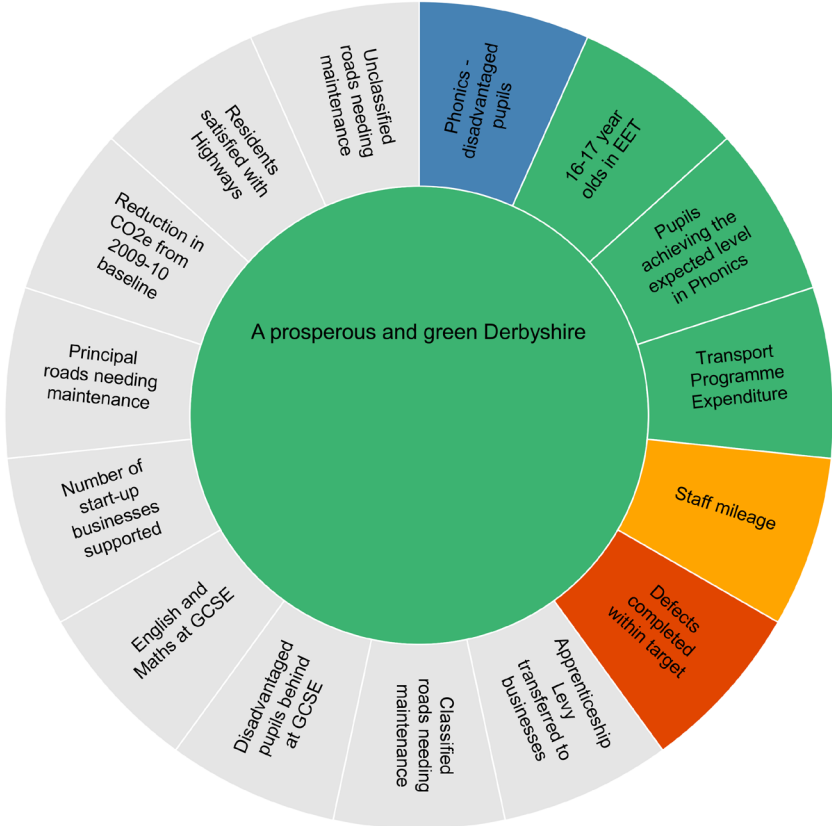 A prosperous and green Derbyshire
Phonics -
disadvantaged
pupils
16-17 year
olds in EET
Pupils
achieving the
expected level
in Phonics
Transport
Programme
Expenditure
Staff mileage
Defects
completed
within target
Apprenticeship
Levy
transferred to
businesses
Classified
roads needing
maintenance
Disadvantaged
pupils behind
at GCSE
English and
Maths at GCSE
Number of
start-up
businesses
supported
Principal
roads needing
maintenance
Reduction in
CO2e from
2009-10
baseline
Residents
satisfied with
Highways
Unclassified
roads needing
maintenance